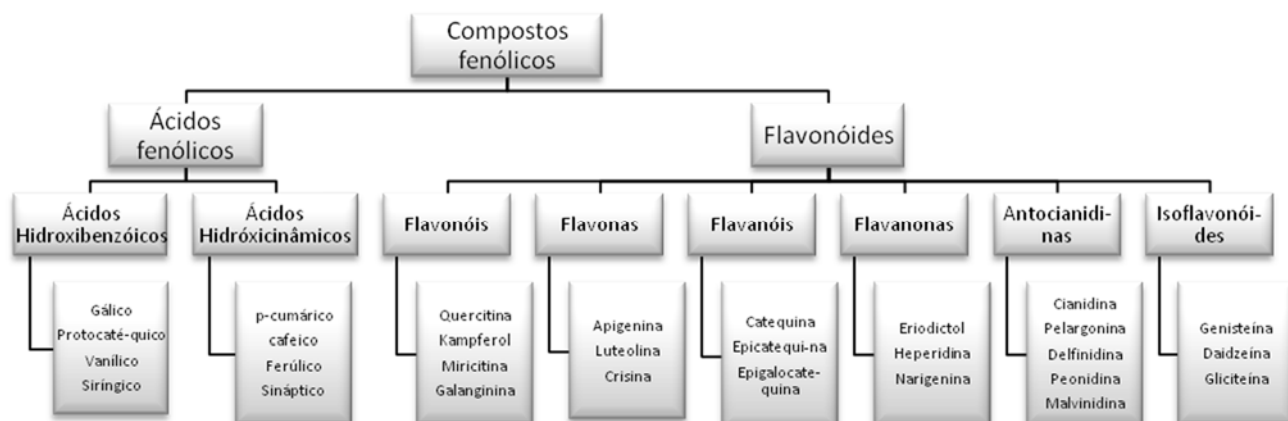 Compostos
fenólicos
Ácidos
fenólicos
Flavonóides
Ácidos
Hidroxibenzóicos
Ácidos
Hidróxicinâmicos
Flavonóis
Flavonas
Flavanóis
Flavanonas
Antocianidi-
nas
Isoflavonói-
des
Gálico
Protocaté-quico
Vanílico
Siríngico
p-cumárico
cafeico
Ferúlico
Sináptico
Quercitina
Kampferol
Miricitina
Galanginina
Apigenina
Luteolina
Crisina
Catequina
Epicatequi-na
Epigalocate-
quina
Eriodictol
Heperidina
Narigenina
Cianidina
Pelargonina
Delfinidina
Peonidina
Malvinidina
Genisteína
Daidzeína
Gliciteína